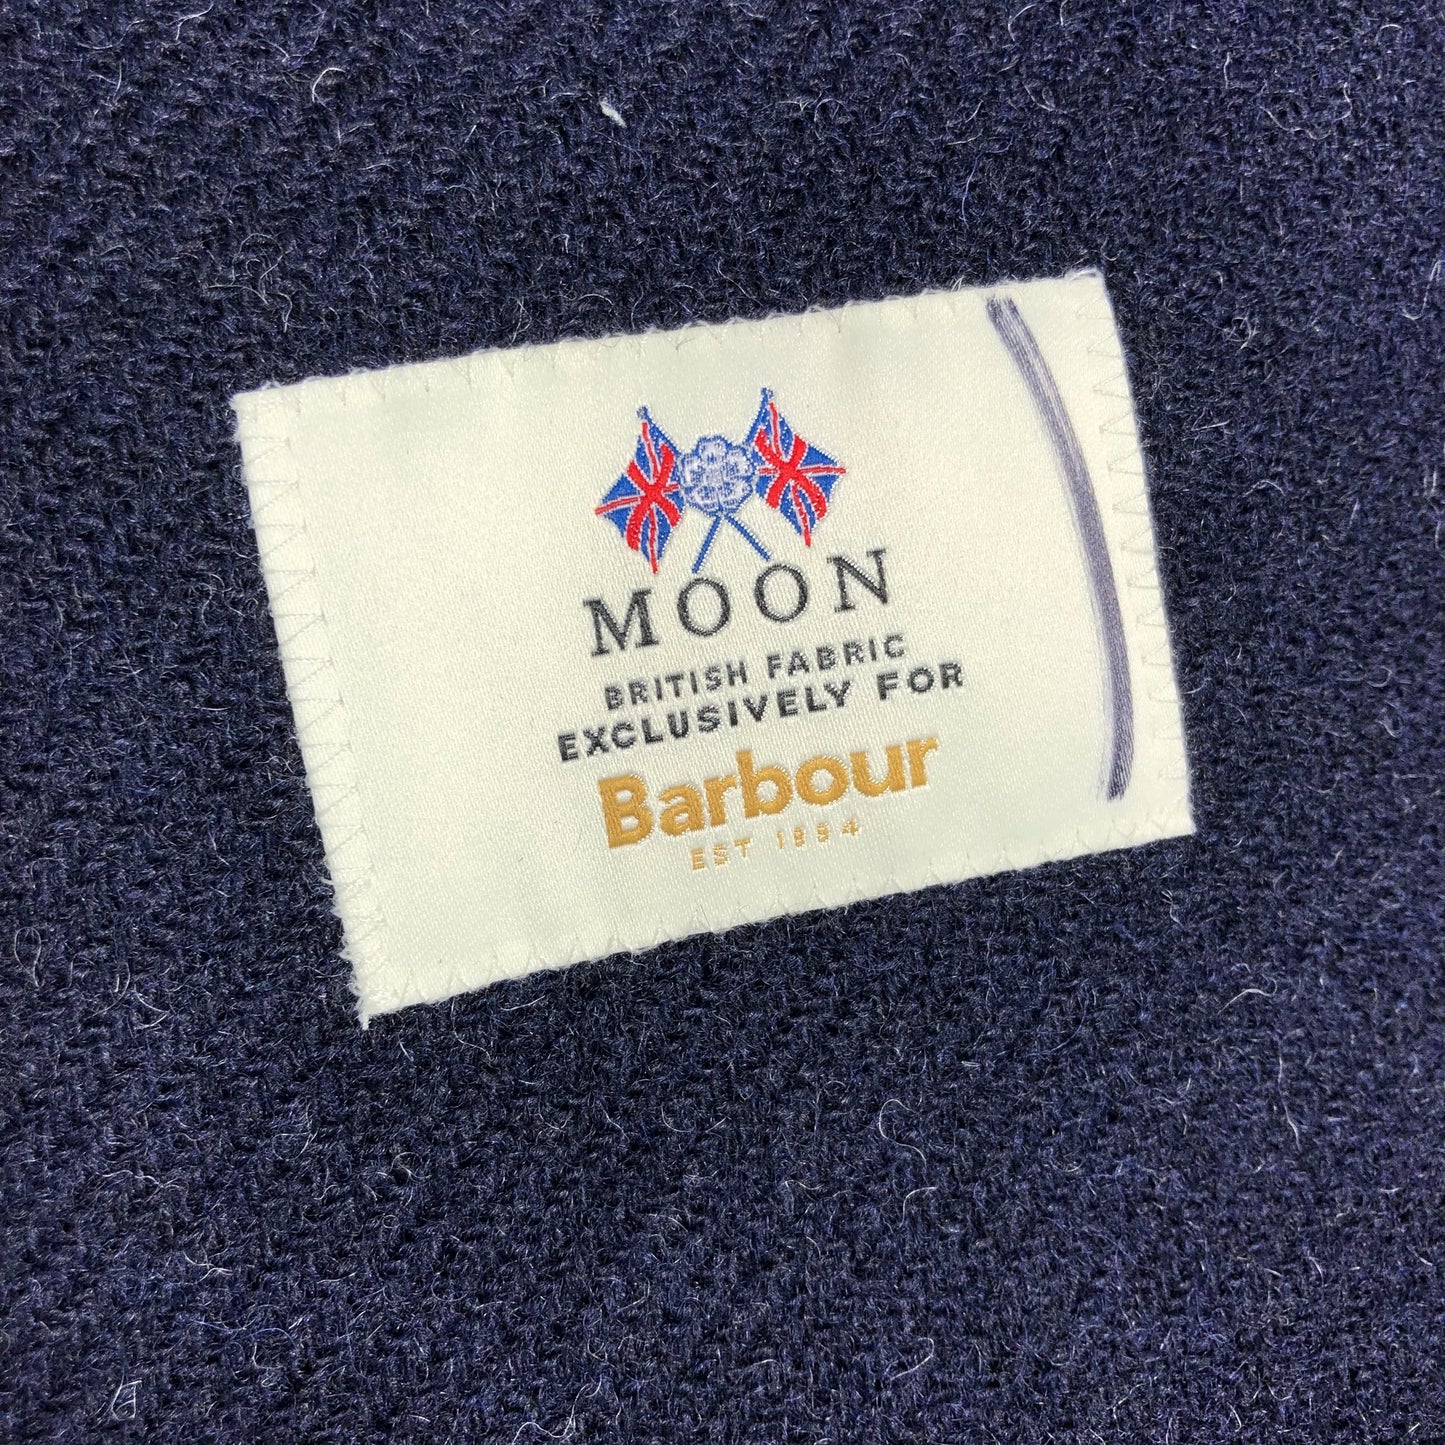 MOON
BRITISH FABRIC
EXCLUSIVELY FOR
Barbour
EST 1894